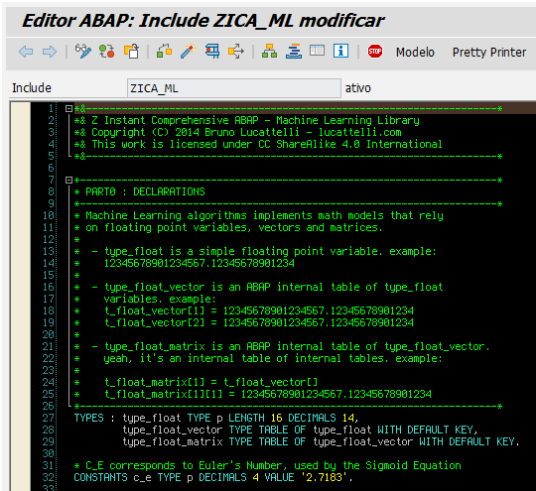 Editor ABAP: Include ZICA_ML modificar
Modelo Pretty Printer
Include ZICA_ML ativo
1 *&---------------------------------------------------------------------*
2 *& Z Instant Comprehensive ABAP - Machine Learning Library
3 *& Copyright (C) 2014 Bruno Lucattelli - lucattelli.com
4 *& This work is licensed under CC ShareAlike 4.0 International
5 *&---------------------------------------------------------------------*
6
7 *----------------------------------------------------------------------*
8 * PART0 : DECLARATIONS
9 *----------------------------------------------------------------------*
10 * Machine Learning algorithms implements math models that rely
11 * on floating point variables, vectors and matrices.
12 *
13 * - type_float is a simple floating point variable. example:
14 * 12345678901234567.12345678901234
15 *
16 * - type_float_vector is an ABAP internal table of type_float
17 * variables. example:
18 * t_float_vector[1] = 12345678901234567.12345678901234
19 * t_float_vector[2] = 12345678901234567.12345678901234
20 *
21 * - type_float_matrix is an ABAP internal table of type_float_vector.
22 * yeah, it's an internal table of internal tables. example:
23 *
24 * t_float_matrix[1] = t_float_vector[]
25 * t_float_matrix[1][1] = 12345678901234567.12345678901234
26 *----------------------------------------------------------------------*
27 TYPES : type_float TYPE p LENGTH 16 DECIMALS 14,
28 type_float_vector TYPE TABLE OF type_float WITH DEFAULT KEY,
29 type_float_matrix TYPE TABLE OF type_float_vector WITH DEFAULT KEY.
30
31 * C_E corresponds to Euler's Number, used by the Sigmoid Equation
32 CONSTANTS c_e TYPE p DECIMALS 4 VALUE '2.7183'.
33